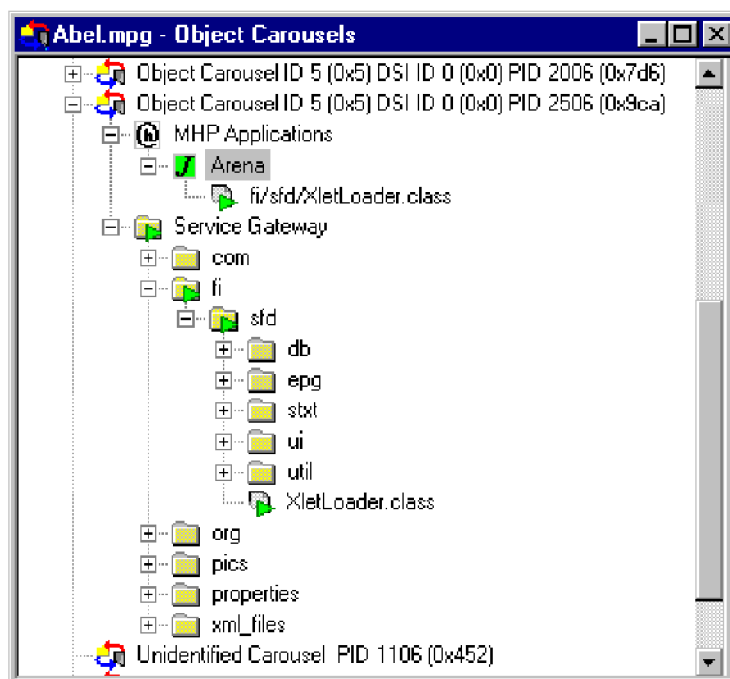 Abel.mpg - Object Carousels
Object Carousel ID 5 (0x5) DSI ID 0 (0x0) PID 2006 (0x7d6)
Object Carousel ID 5 (0x5) DSI ID 0 (0x0) PID 2506 (0x9ca)
MHP Applications
J Arena
fi/sfd/XletLoader.class
Service Gateway
com
fi
sfd
db
epg
stxt
ui
util
XletLoader.class
org
pics
properties
xml_files
Unidentified Carousel PID 1106 (0x452)